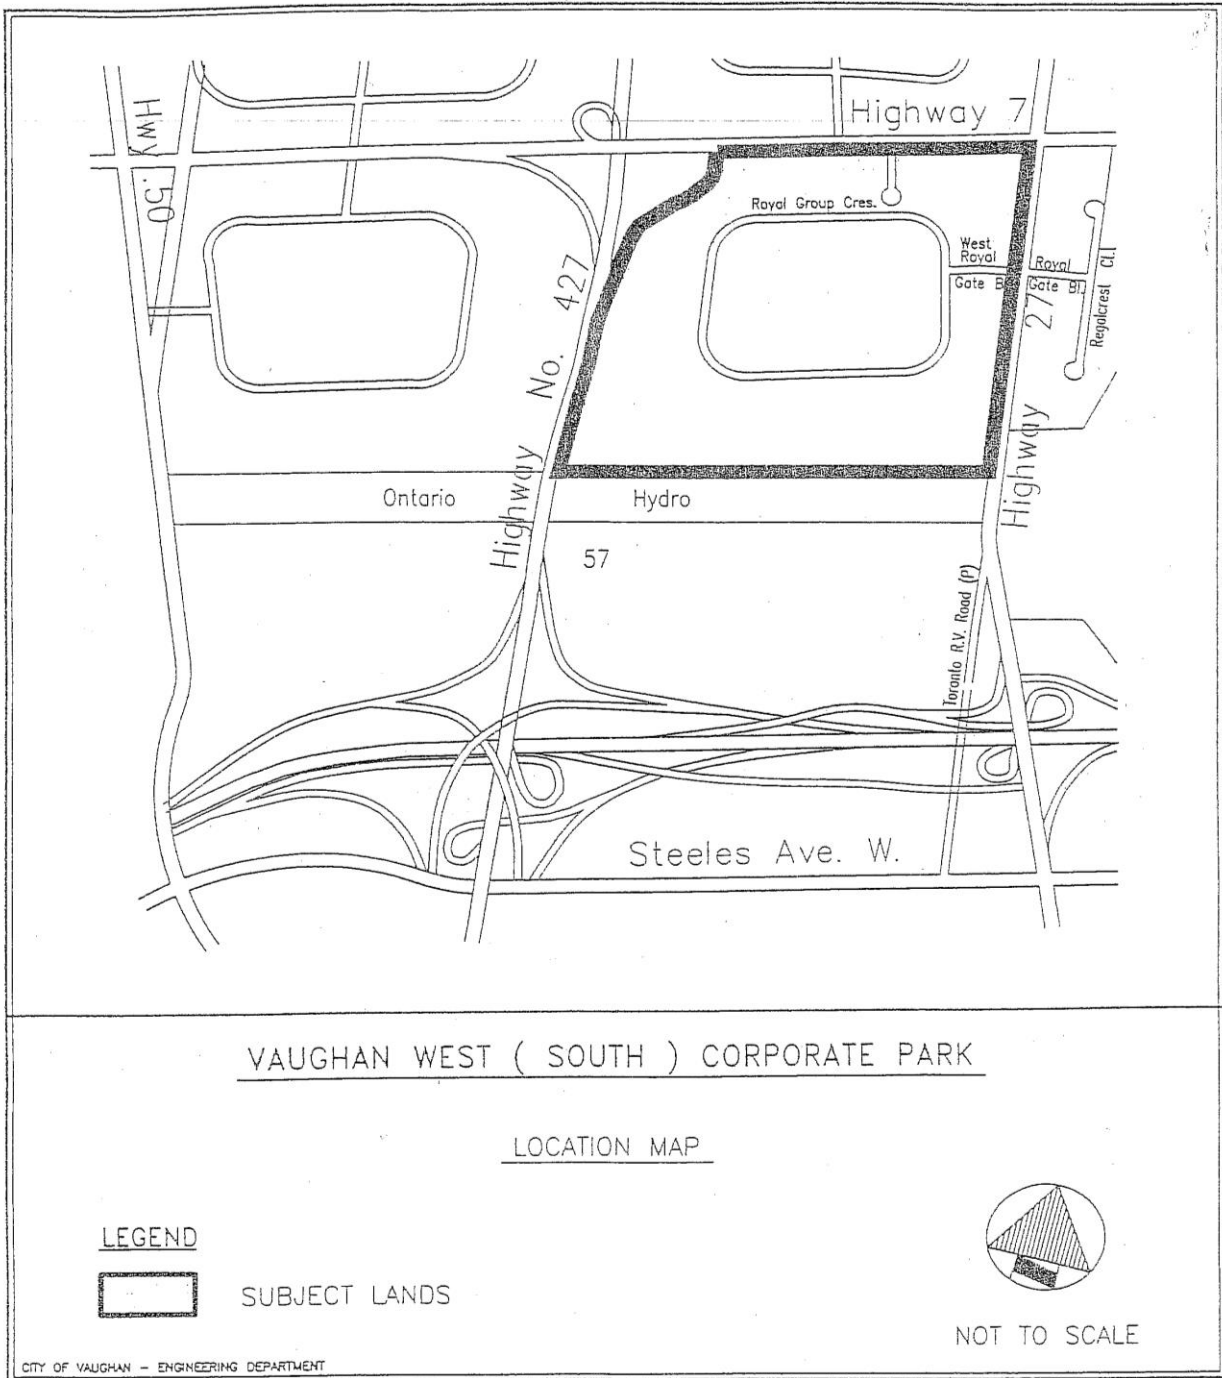 Highway 7
Hwy .50
Royal Group Cres.
West
Royal
Gate B
Royal
Gate Bl.
Regalcrest Ct.
Highway No. 427
Highway 27
Ontario Hydro
57
Toronto R.V. Road (P)
Steeles Ave. W.
VAUGHAN WEST ( SOUTH ) CORPORATE PARK
LOCATION MAP
LEGEND
SUBJECT LANDS
NOT TO SCALE
CITY OF VAUGHAN - ENGINEERING DEPARTMENT